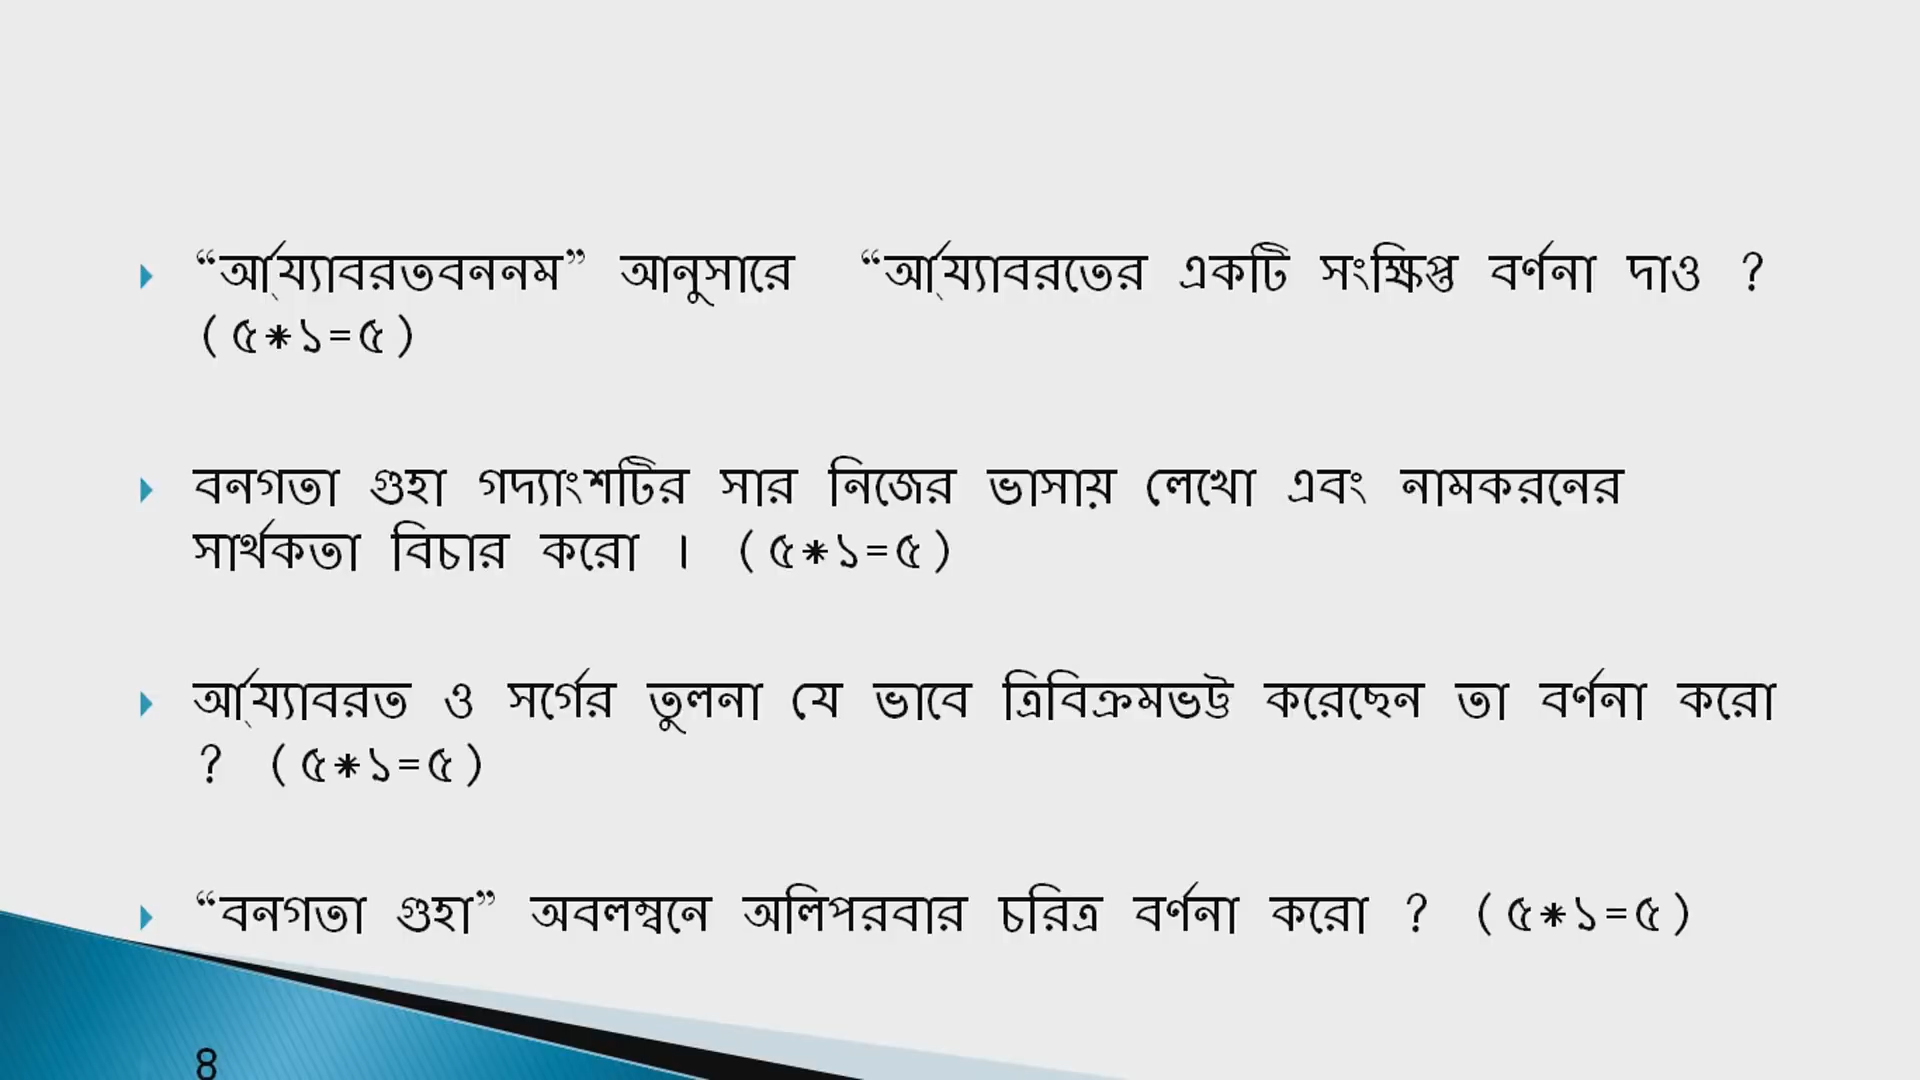 “আর্য্যাবরতবননম” আনুসারে “আর্য্যাবরতের একটি সংক্ষিপ্ত বর্ণনা দাও ?
(৫*১=৫)
বনগতা গুহা গদ্যাংশটির সার নিজের ভাসায় লেখো এবং নামকরনের
সার্থকতা বিচার করো । (৫*১=৫)
আর্য্যাবরত ও সর্গের তুলনা যে ভাবে ত্রিবিক্রমভট্ট করেছেন তা বর্ণনা করো
? (৫*১=৫)
“বনগতা গুহা” অবলম্বনে অলিপরবার চরিত্র বর্ণনা করো ? (৫*১=৫)
8